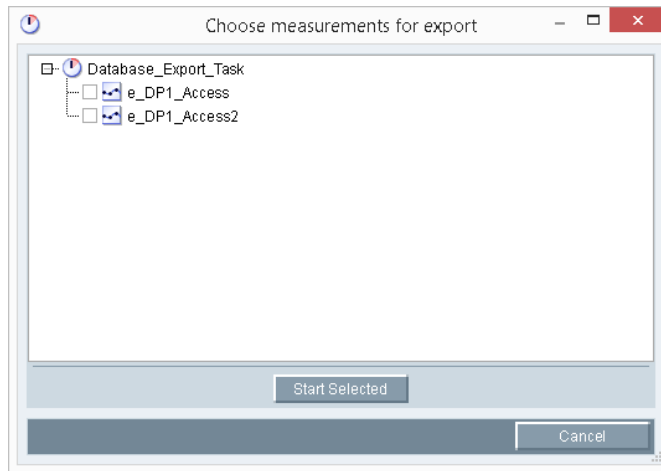 Choose measurements for export
Database_Export_Task
e_DP1_Access
e_DP1_Access2
Start Selected
Cancel